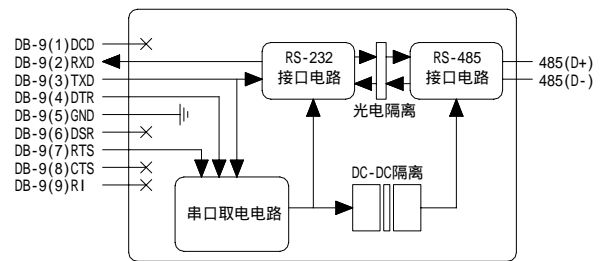 DB-9(1)DCD
DB-9(2)RXD
DB-9(3)TXD
DB-9(4)DTR
DB-9(5)GND
DB-9(6)DSR
DB-9(7)RTS
DB-9(8)CTS
DB-9(9)RI
RS-232
接口电路
光电隔离
RS-485
接口电路
485(D+)
485(D-)
串口取电电路
DC-DC隔离